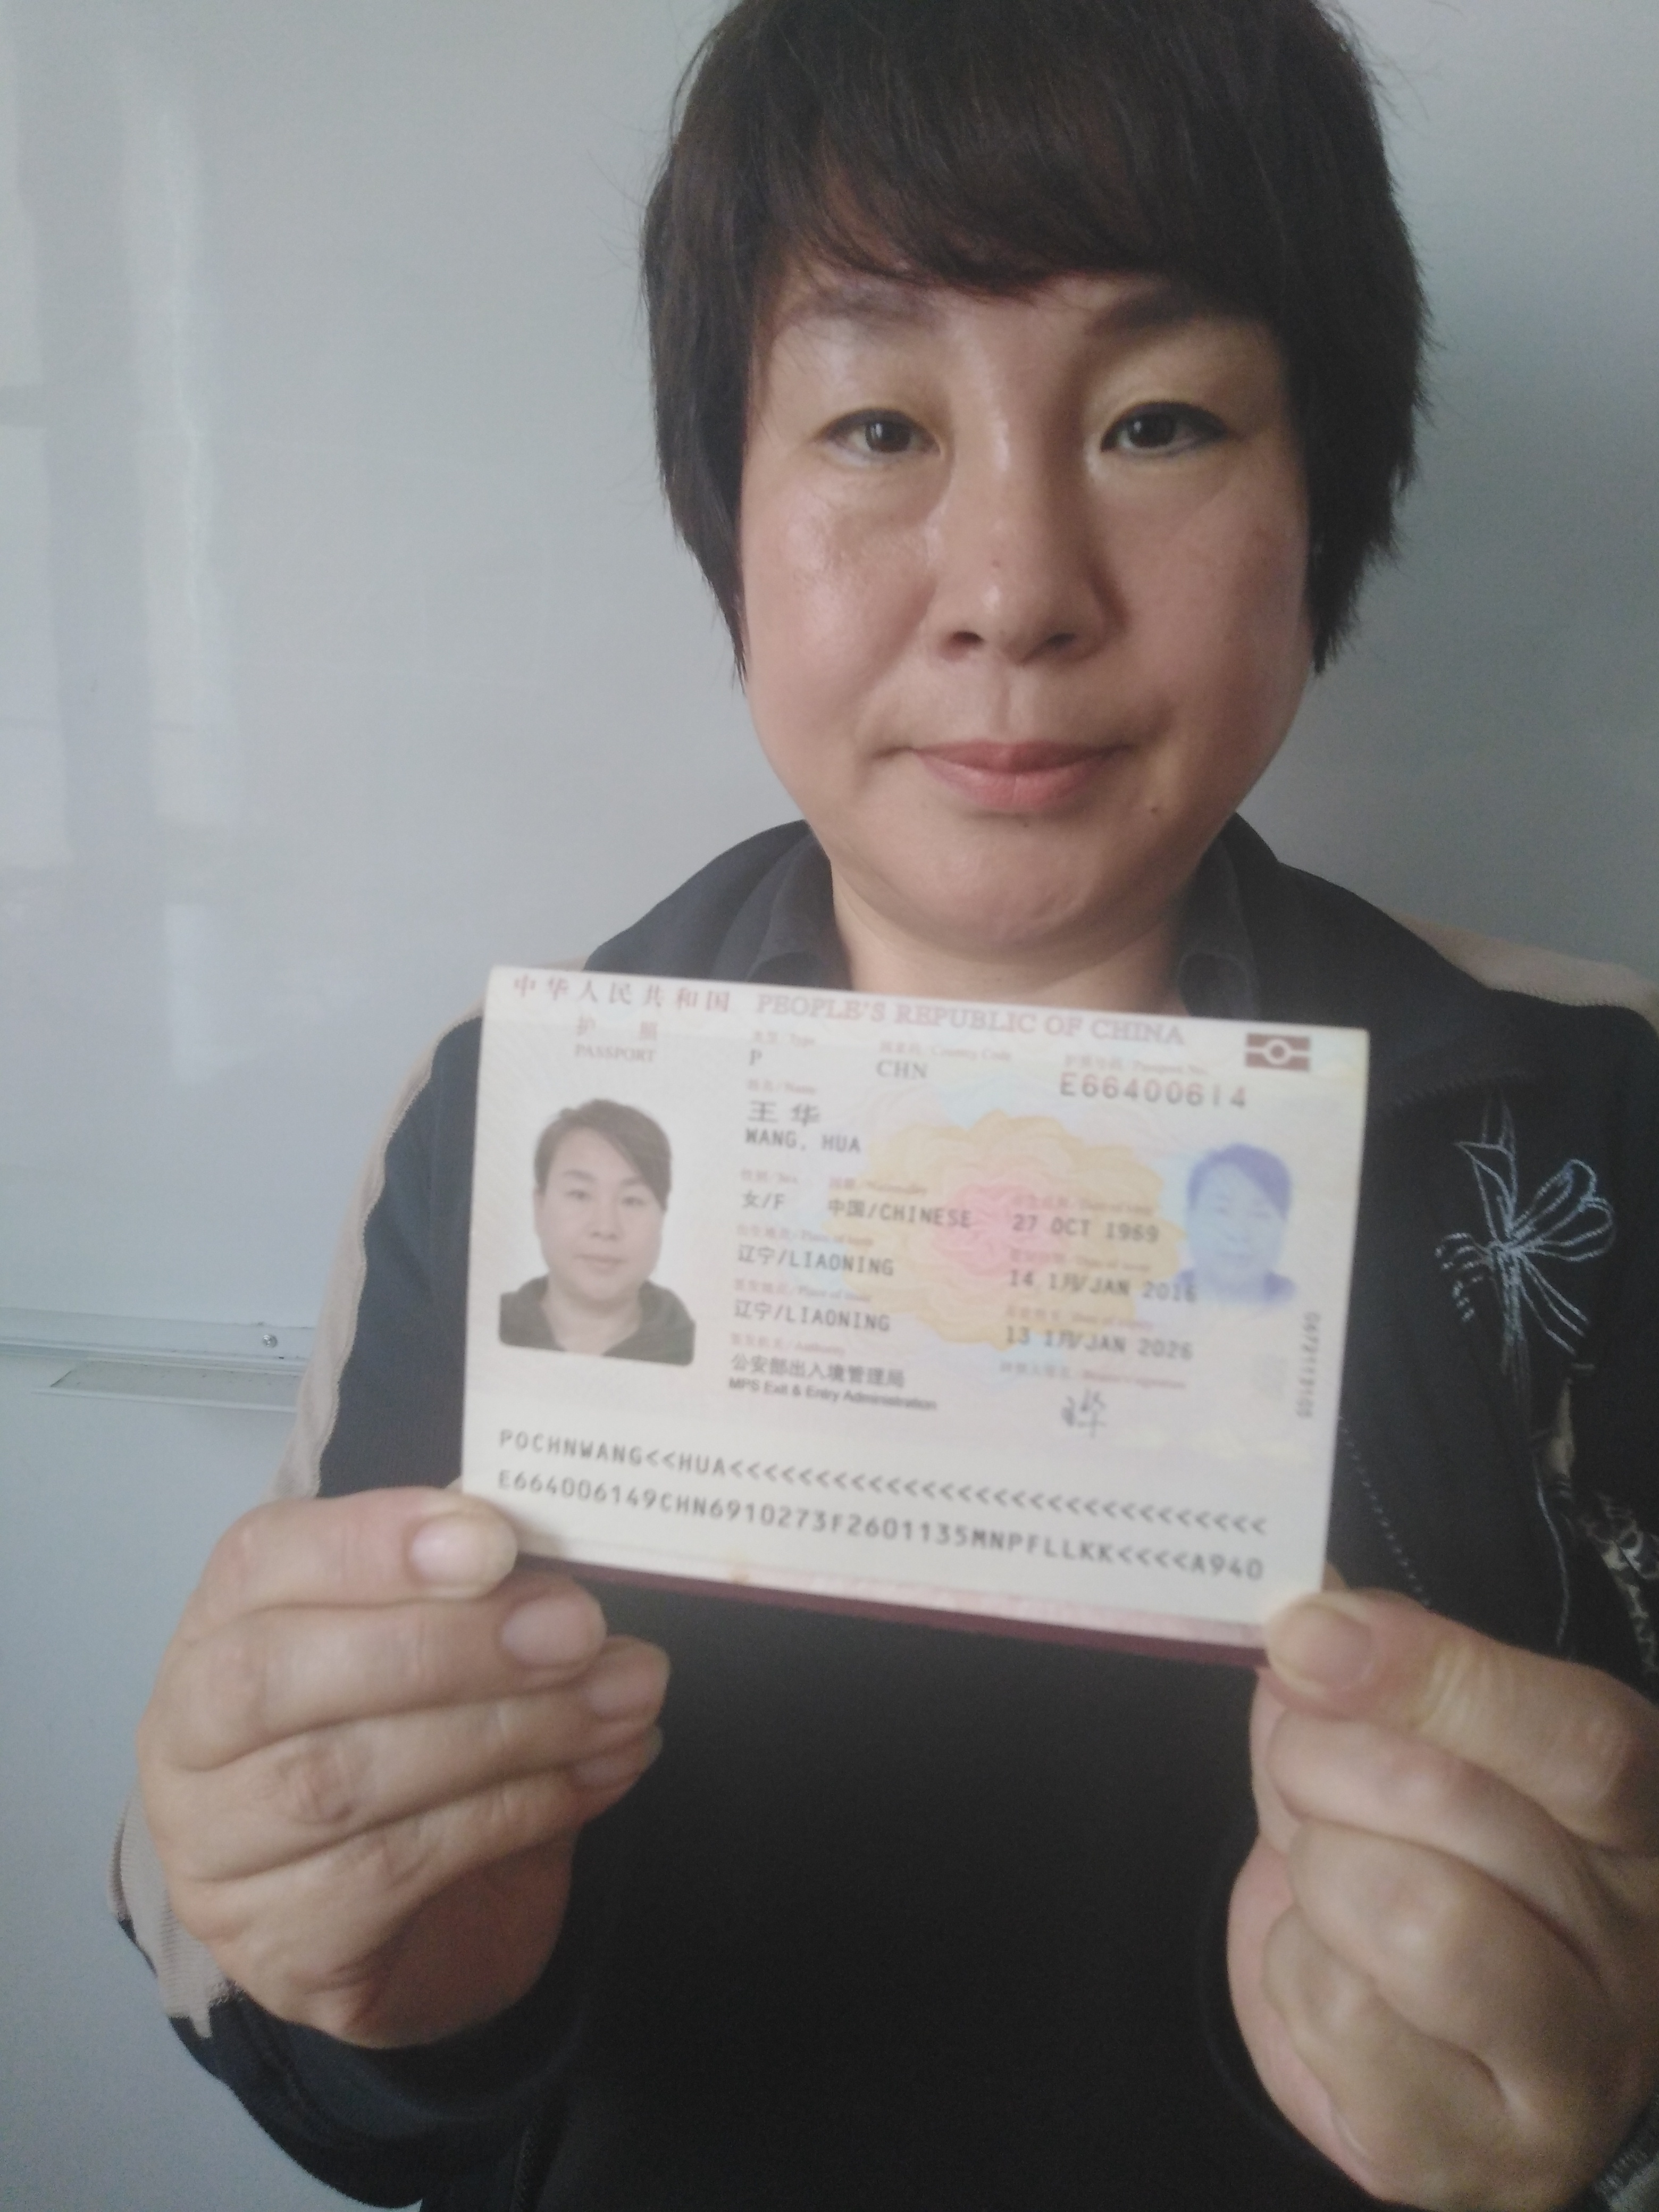 中华人民共和国 PEOPLE'S REPUBLIC OF CHINA
护 照
PASSPORT
类型/Type
P
国家码/Country Code
CHN
护照号码/Passport No.
E66400614
姓名/Name
王华
WANG, HUA
性别/Sex
女/F
国籍/Nationality
中国/CHINESE
出生日期/Date of birth
27 OCT 1969
出生地点/Place of birth
辽宁/LIAONING
签发日期/Date of issue
14 1月/JAN 2016
签发地点/Place of issue
辽宁/LIAONING
有效期至/Date of expiry
13 1月/JAN 2026
签发机关/Authority
公安部出入境管理局
MPS Exit & Entry Administration
持照人签名/Bearer's signature
POCHNWANG<<HUA<<<<<<<<<<<<<<<<<<<<<<<<<<<<<<
E664006149CHN6910273F2601135MNPFLLKK<<<<A940